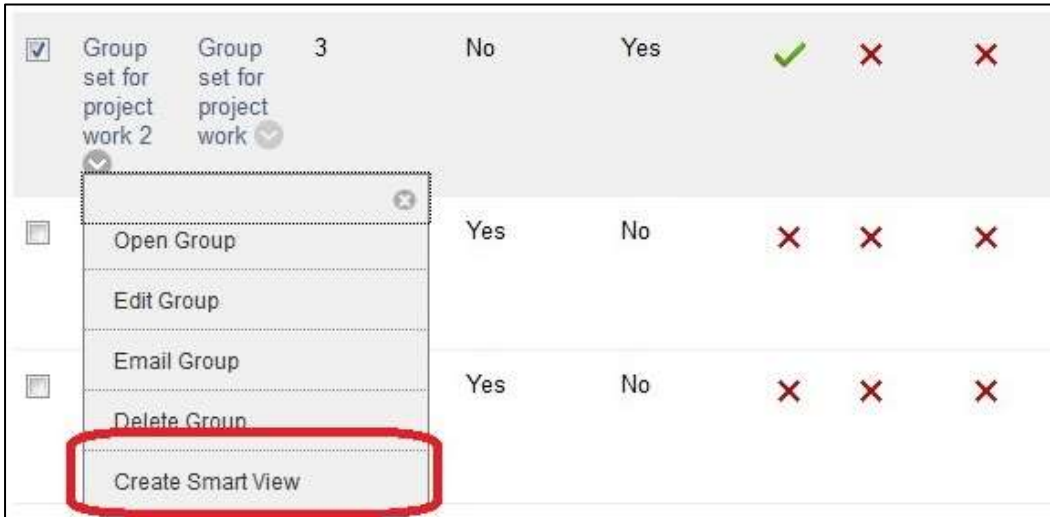 Group Group 3 No Yes
set for set for
project project
work 2 work
Open Group Yes No
Edit Group
Email Group
Yes No
Delete Group
Create Smart View